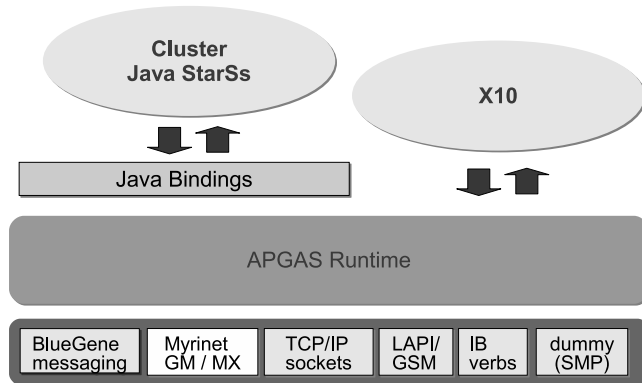 Cluster
Java StarSs
X10
Java Bindings
APGAS Runtime
BlueGene
messaging
Myrinet
GM / MX
TCP/IP
sockets
LAPI/
GSM
IB
verbs
dummy
(SMP)